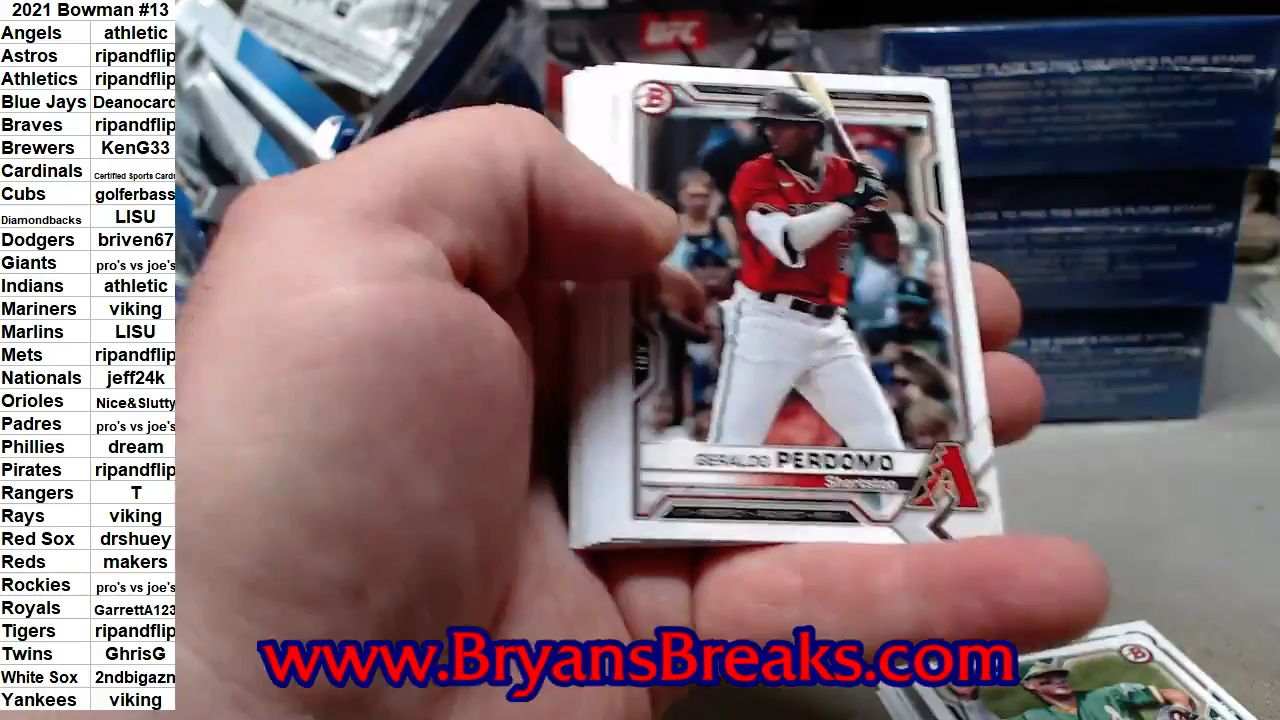 2021 Bowman #13
Angels athletic
Astros ripandflip
Athletics ripandflip
Blue Jays Deanocard
Braves ripandflip
Brewers KenG33
Cardinals Certified Sports Cards
Cubs golferbass
Diamondbacks LISU
Dodgers briven67
Giants pro's vs joe's
Indians athletic
Mariners viking
Marlins LISU
Mets ripandflip
Nationals jeff24k
Orioles Nice&Slutty
Padres pro's vs joe's
Phillies dream
Pirates ripandflip
Rangers T
Rays viking
Red Sox drshuey
Reds makers
Rockies pro's vs joe's
Royals GarrettA123
Tigers ripandflip
Twins GhrisG
White Sox 2ndbigazn
Yankees viking
UFC
B
GERALDO PERDOMO
Shortstop
A
B
www.BryansBreaks.com